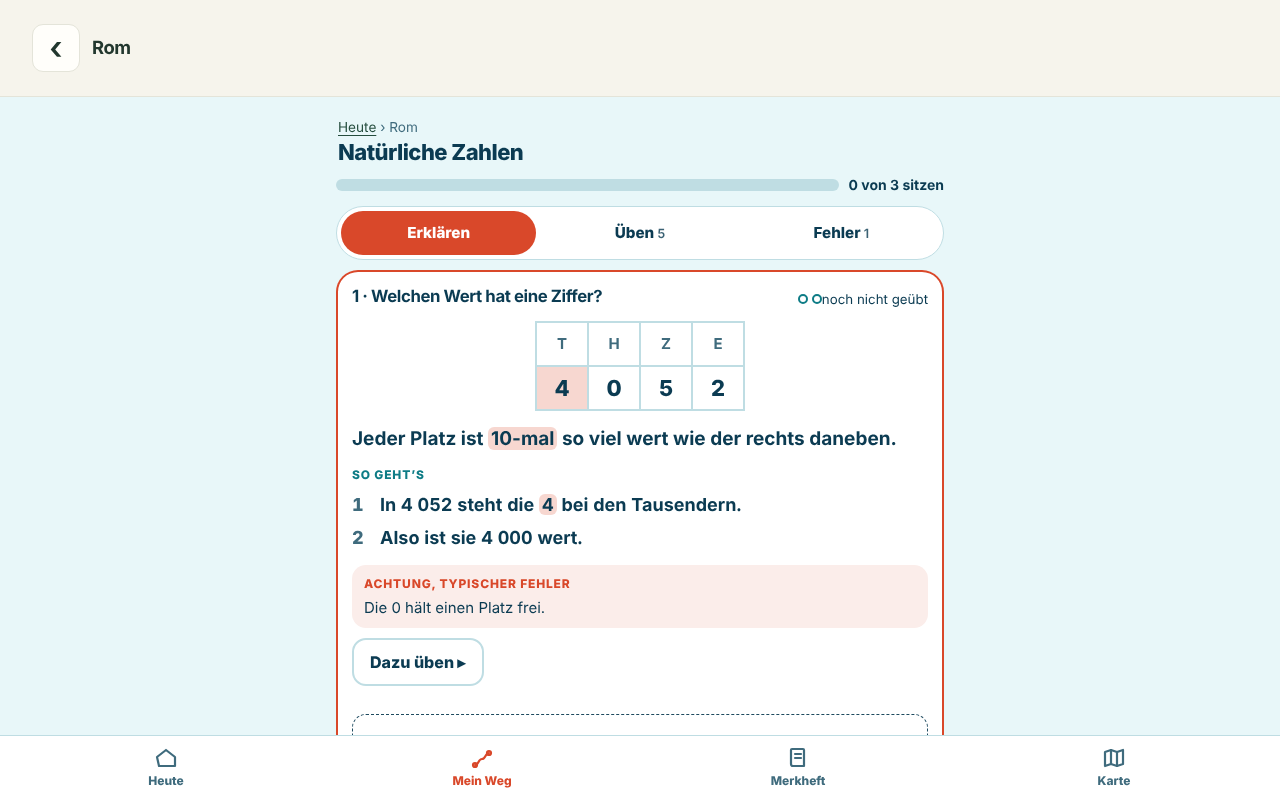 Rom
Heute › Rom
Natürliche Zahlen
0 von 3 sitzen
Erklären
Üben 5
Fehler 1
1 · Welchen Wert hat eine Ziffer?
noch nicht geübt
T H Z E
4 0 5 2
Jeder Platz ist 10-mal so viel wert wie der rechts daneben.
SO GEHT’S
1 In 4 052 steht die 4 bei den Tausendern.
2 Also ist sie 4 000 wert.
ACHTUNG, TYPISCHER FEHLER
Die 0 hält einen Platz frei.
Dazu üben ▸
Heute
Mein Weg
Merkheft
Karte